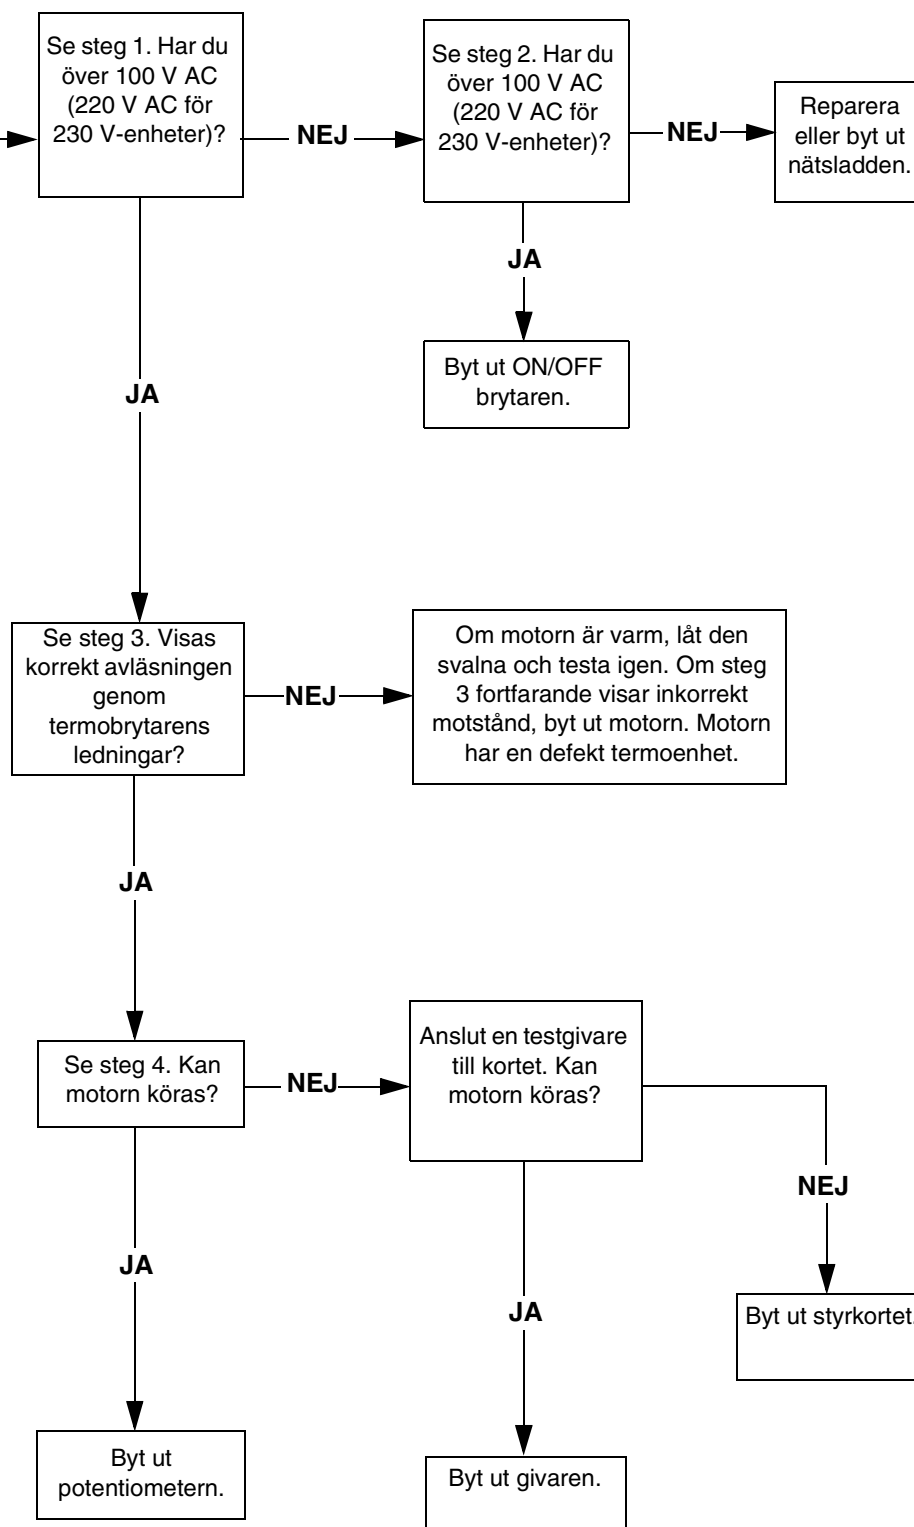 Se steg 1. Har du
över 100 V AC
(220 V AC för
230 V-enheter)?
NEJ
Se steg 2. Har du
över 100 V AC
(220 V AC för
230 V-enheter)?
NEJ
Reparera
eller byt ut
nätsladden.
JA
Byt ut ON/OFF
brytaren.
JA
Se steg 3. Visas
korrekt avläsningen
genom
termobrytarens
ledningar?
NEJ
Om motorn är varm, låt den
svalna och testa igen. Om steg
3 fortfarande visar inkorrekt
motstånd, byt ut motorn. Motorn
har en defekt termoenhet.
JA
Se steg 4. Kan
motorn köras?
NEJ
Anslut en testgivare
till kortet. Kan
motorn köras?
NEJ
Byt ut styrkortet.
JA
Byt ut
potentiometern.
JA
Byt ut givaren.